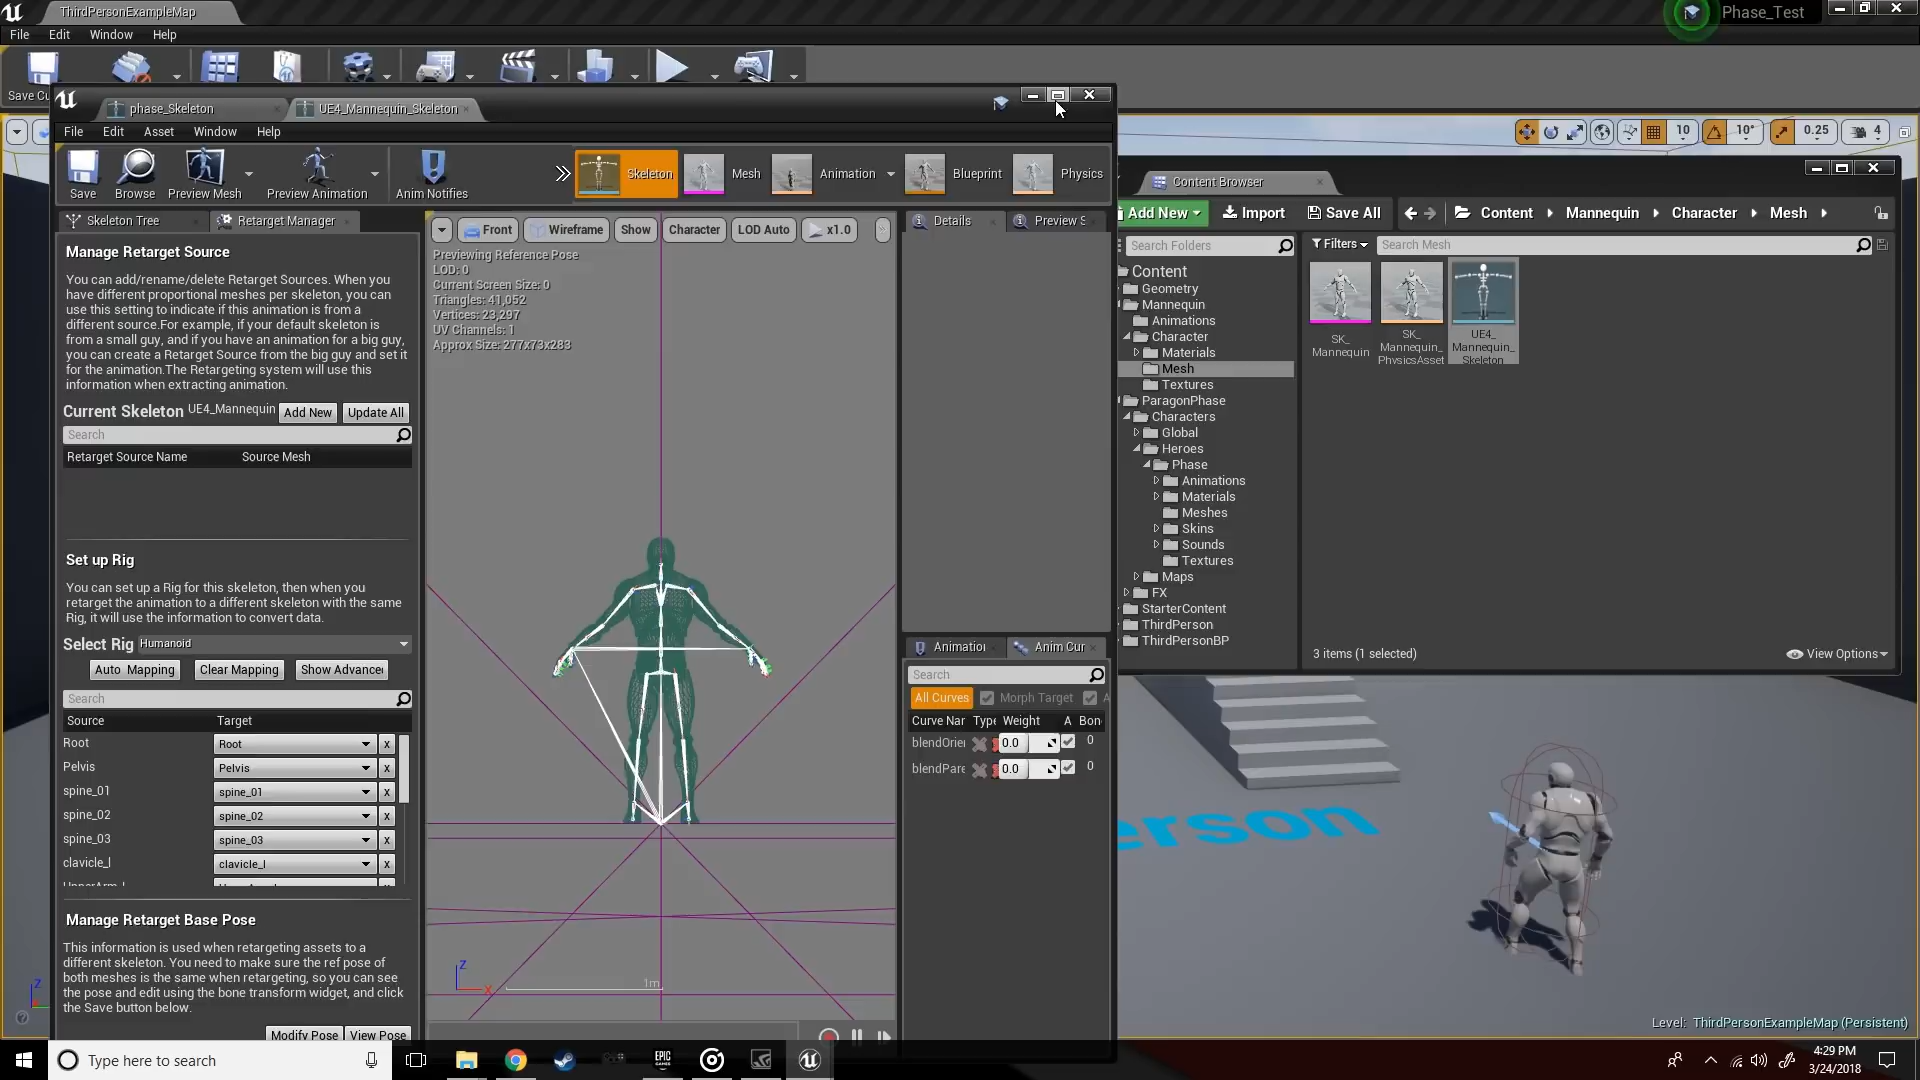 ThirdPersonExampleMap
Phase_Test
File Edit Window Help
Save Cu
phase_Skeleton
UE4_Mannequin_Skeleton
File Edit Asset Window Help
Save
Browse
Preview Mesh
Preview Animation
Anim Notifies
Skeleton
Mesh
Animation
Blueprint
Physics
10
10°
0.25
4
Content Browser
Add New
Import
Save All
Content
Mannequin
Character
Mesh
Skeleton Tree
Retarget Manager
Manage Retarget Source
You can add/rename/delete Retarget Sources. When you
have different proportional meshes per skeleton, you can
use this setting to indicate if this animation is from a
different source.For example, if your default skeleton is
from a small guy, and if you have an animation for a big guy,
you can create a Retarget Source from the big guy and set it
for the animation.The Retargeting system will use this
information when extracting animation.
Current Skeleton UE4_Mannequin
Add New
Update All
Search
Retarget Source Name
Source Mesh
Set up Rig
You can set up a Rig for this skeleton, then when you
retarget the animation to a different skeleton with the same
Rig, it will use the information to convert data.
Select Rig
Humanoid
Auto Mapping
Clear Mapping
Show Advance
Search
Source
Target
Root
Root
x
Pelvis
Pelvis
x
spine_01
spine_01
x
spine_02
spine_02
x
spine_03
spine_03
x
clavicle_l
clavicle_l
x
Manage Retarget Base Pose
This information is used when retargeting assets to a
different skeleton. You need to make sure the ref pose of
both meshes is the same when retargeting, so you can see
the pose and edit using the bone transform widget, and click
the Save button below.
Modify Pose
View Pose
Front
Wireframe
Show
Character
LOD Auto
x1.0
Previewing Reference Pose
LOD: 0
Current Screen Size: 0
Triangles: 41,052
Vertices: 23,297
UV Channels: 1
Approx Size: 277x73x283
Z
X
1m
Details
Preview S
Animatio
Anim Cur
Search
All Curves
Morph Target
A
Curve Nar
Type
Weight
A
Bon
blendOrie
0.0
0
blendPare
0.0
0
Search Folders
Content
Geometry
Mannequin
Animations
Character
Materials
Mesh
Textures
ParagonPhase
Characters
Global
Heroes
Phase
Animations
Materials
Meshes
Skins
Sounds
Textures
Maps
FX
StarterContent
ThirdPerson
ThirdPersonBP
Filters
Search Mesh
SK_
Mannequin
SK_
Mannequin_
PhysicsAsset
UE4_
Mannequin_
Skeleton
3 items (1 selected)
View Options
erson
Z
Level: ThirdPersonExampleMap (Persistent)
Type here to search
EPIC
GAMES
4:29 PM
3/24/2018